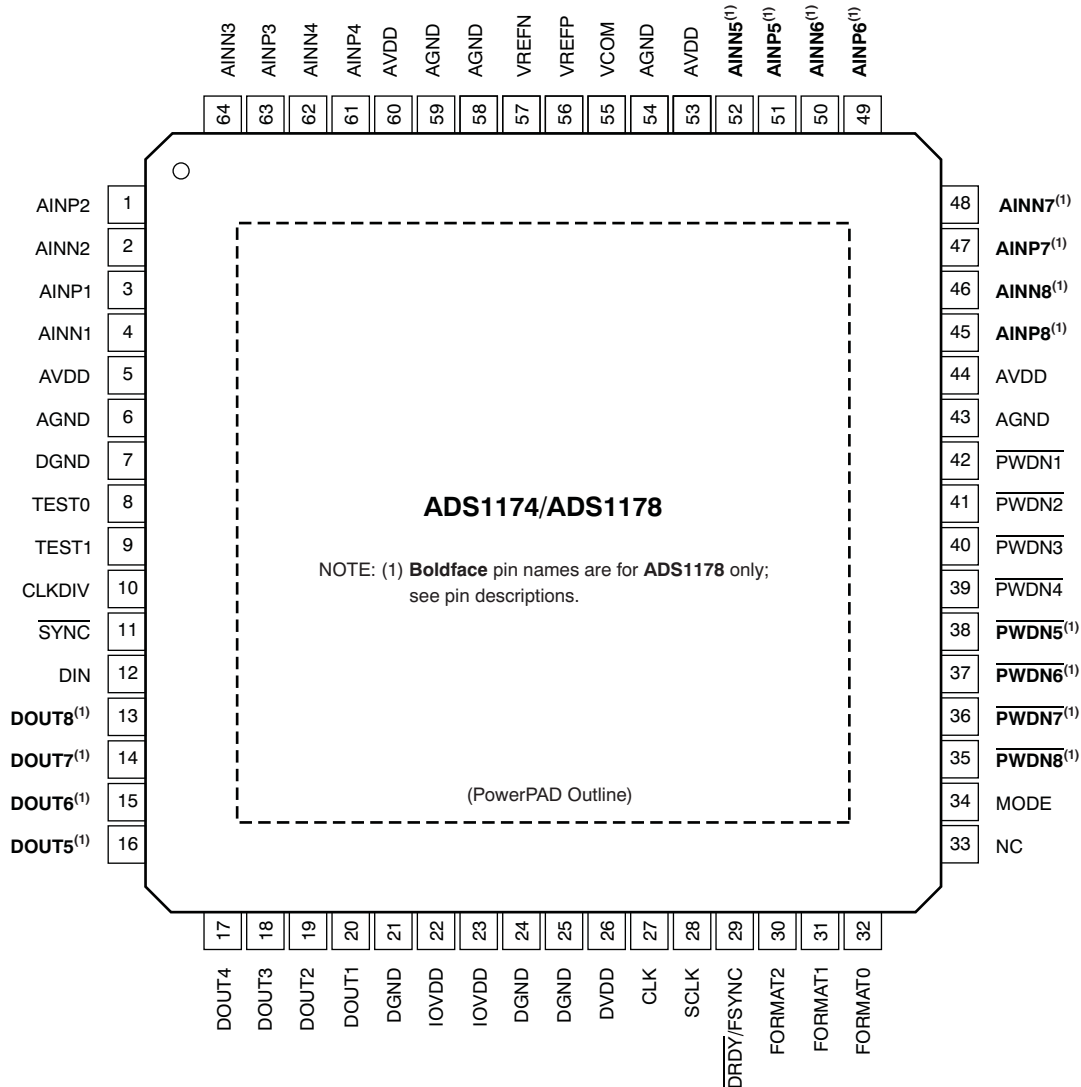 AINN3
AINP3
AINN4
AINP4
AVDD
AGND
AGND
VREFN
VREFP
VCOM
AGND
AVDD
AINN5(1)
AINP5(1)
AINN6(1)
AINP6(1)
64
63
62
61
60
59
58
57
56
55
54
53
52
51
50
49
AINP2 1
AINN2 2
AINP1 3
AINN1 4
AVDD 5
AGND 6
DGND 7
TEST0 8
TEST1 9
CLKDIV 10
SYNC 11
DIN 12
DOUT8(1) 13
DOUT7(1) 14
DOUT6(1) 15
DOUT5(1) 16
ADS1174/ADS1178
NOTE: (1) Boldface pin names are for ADS1178 only;
see pin descriptions.
(PowerPAD Outline)
48 AINN7(1)
47 AINP7(1)
46 AINN8(1)
45 AINP8(1)
44 AVDD
43 AGND
42 PWDN1
41 PWDN2
40 PWDN3
39 PWDN4
38 PWDN5(1)
37 PWDN6(1)
36 PWDN7(1)
35 PWDN8(1)
34 MODE
33 NC
17
18
19
20
21
22
23
24
25
26
27
28
29
30
31
32
DOUT4
DOUT3
DOUT2
DOUT1
DGND
IOVDD
IOVDD
DGND
DGND
DVDD
CLK
SCLK
DRDY/FSYNC
FORMAT2
FORMAT1
FORMAT0